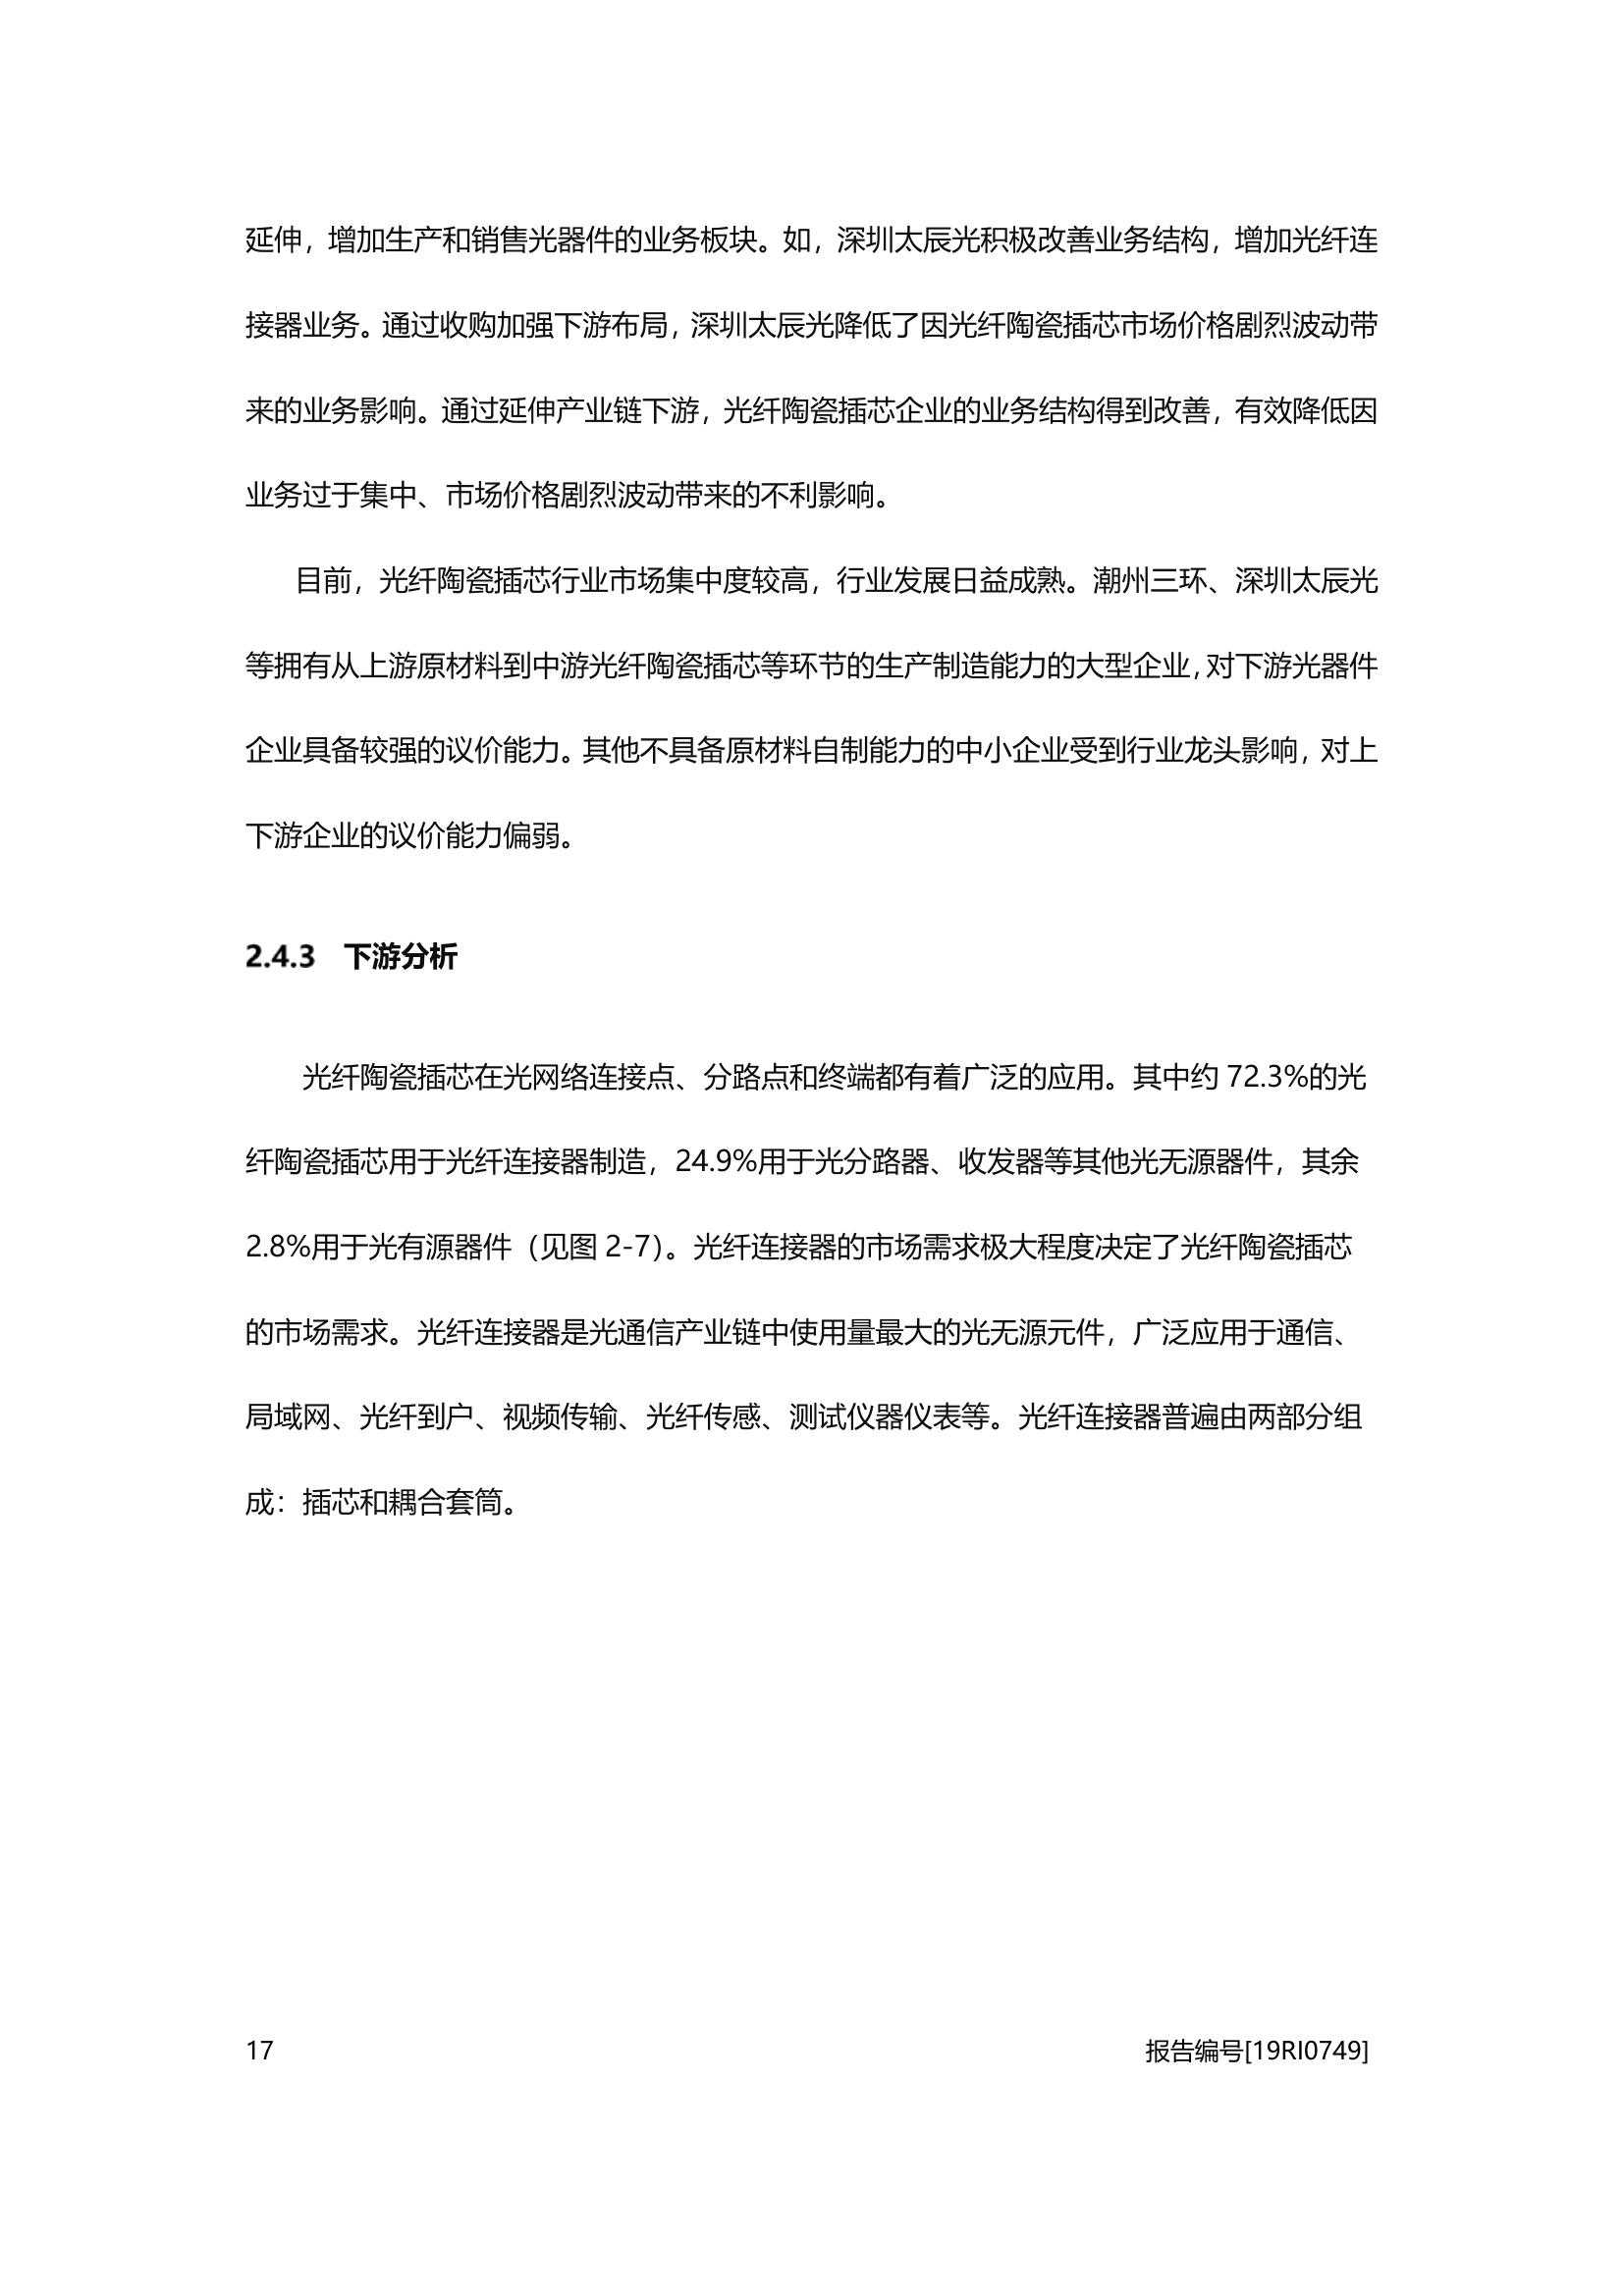 延伸，增加生产和销售光器件的业务板块。如，深圳太辰光积极改善业务结构，增加光纤连
接器业务。通过收购加强下游布局，深圳太辰光降低了因光纤陶瓷插芯市场价格剧烈波动带
来的业务影响。通过延伸产业链下游，光纤陶瓷插芯企业的业务结构得到改善，有效降低因
业务过于集中、市场价格剧烈波动带来的不利影响。
目前，光纤陶瓷插芯行业市场集中度较高，行业发展日益成熟。潮州三环、深圳太辰光
等拥有从上游原材料到中游光纤陶瓷插芯等环节的生产制造能力的大型企业，对下游光器件
企业具备较强的议价能力。其他不具备原材料自制能力的中小企业受到行业龙头影响，对上
下游企业的议价能力偏弱。
2.4.3 下游分析
光纤陶瓷插芯在光网络连接点、分路点和终端都有着广泛的应用。其中约 72.3%的光
纤陶瓷插芯用于光纤连接器制造，24.9%用于光分路器、收发器等其他光无源器件，其余
2.8%用于光有源器件（见图 2-7）。光纤连接器的市场需求极大程度决定了光纤陶瓷插芯
的市场需求。光纤连接器是光通信产业链中使用量最大的光无源元件，广泛应用于通信、
局域网、光纤到户、视频传输、光纤传感、测试仪器仪表等。光纤连接器普遍由两部分组
成：插芯和耦合套筒。
17 报告编号[19RI0749]